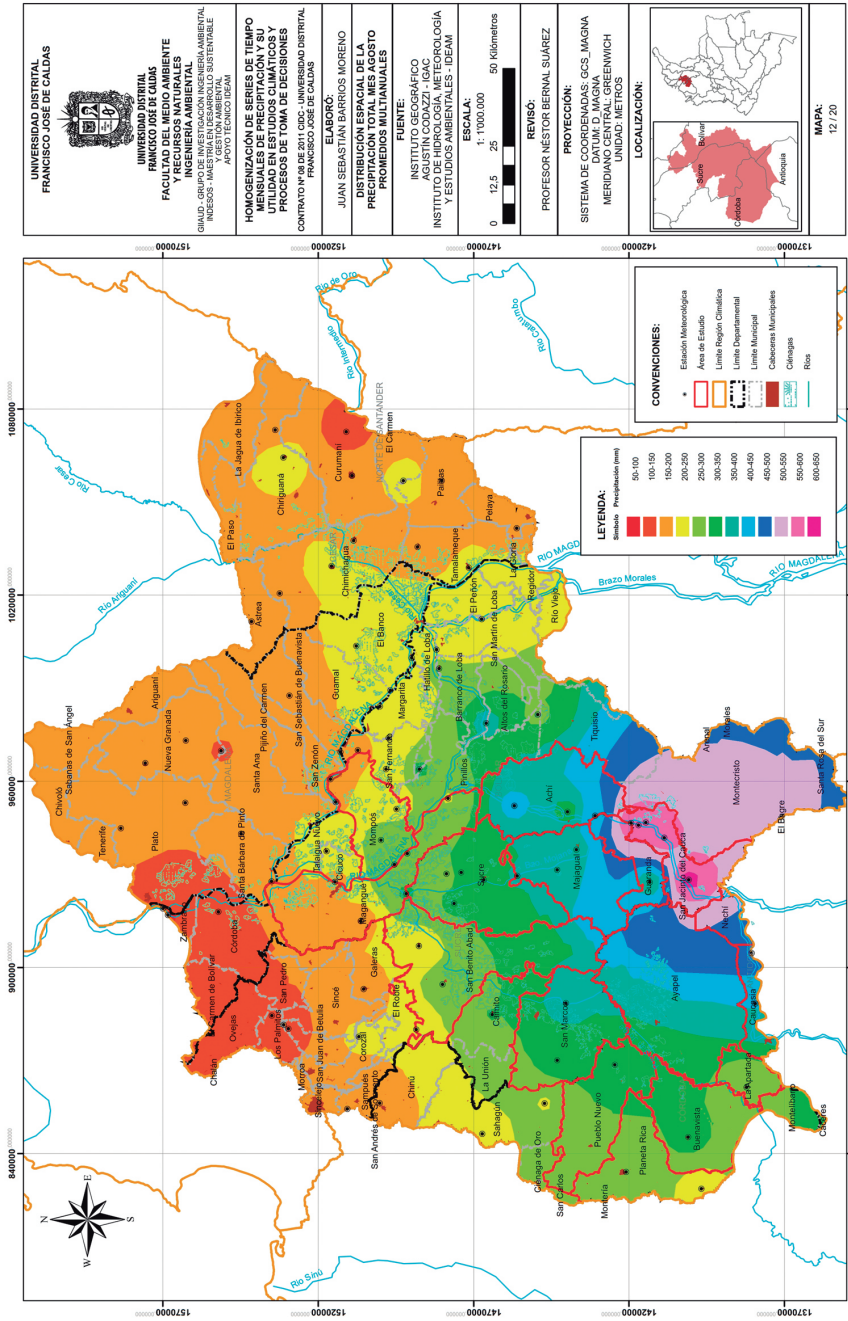 UNIVERSIDAD DISTRITAL
FRANCISCO JOSÉ DE CALDAS
UNIVERSIDAD DISTRITAL
FRANCISCO JOSÉ DE CALDAS
FACULTAD DEL MEDIO AMBIENTE
Y RECURSOS NATURALES
INGENIERÍA AMBIENTAL
GIIAUD - GRUPO DE INVESTIGACIÓN INGENIERÍA AMBIENTAL
INDESOS - MAESTRÍA EN DESARROLLO SUSTENTABLE
Y GESTIÓN AMBIENTAL
APOYO TÉCNICO IDEAM
HOMOGENIZACIÓN DE SERIES DE TIEMPO
MENSUALES DE PRECIPITACIÓN Y SU
UTILIDAD EN ESTUDIOS CLIMÁTICOS Y
PROCESOS DE TOMA DE DECISIONES
CONTRATO Nº 08 DE 2011 CIDC - UNIVERSIDAD DISTRITAL
FRANCISCO JOSÉ DE CALDAS
ELABORÓ:
JUAN SEBASTIÁN BARRIOS MORENO
DISTRIBUCIÓN ESPACIAL DE LA
PRECIPITACIÓN TOTAL MES AGOSTO
PROMEDIOS MULTIANUALES
FUENTE:
INSTITUTO GEOGRÁFICO
AGUSTÍN CODAZZI - IGAC
INSTITUTO DE HIDROLOGÍA, METEOROLOGÍA
Y ESTUDIOS AMBIENTALES - IDEAM
ESCALA:
1: 1'000.000
0 12,5 25 50 Kilómetros
REVISÓ:
PROFESOR NÉSTOR BERNAL SUÁREZ
PROYECCIÓN:
SISTEMA DE COORDENADAS: GCS_MAGNA
DATUM: D_MAGNA
MERIDIANO CENTRAL: GREENWICH
UNIDAD: METROS
LOCALIZACIÓN:
Sucre
Bolívar
Córdoba
Antioquia
MAPA:
12 / 20
N
W
E
S
840000
900000
960000
1020000
1080000
1570000
1520000
1470000
1420000
1370000
Río Sinú
Río Ariguaní
Río Cesar
Río Intermedio
Río de Oro
Río Catatumbo
Brazo Morales
RIO MAGDALENA
RIO MAGDALENA
Tenerife
Chivoló
Sabanas de San Ángel
Plato
Nueva Granada
Ariguaní
Zambrano
MAGDALENA
Santa Ana
Pijiño del Carmen
Santa Bárbara de Pinto
San Sebastián de Buenavista
San Zenón
Astrea
El Paso
La Jagua de Ibirico
Chiriguaná
Curumaní
CESAR
Chimichagua
NORTE DE SANTANDER
El Carmen
Pailitas
Pelaya
Tamalameque
La Gloria
Regidor
Río Viejo
El Peñón
San Martín de Loba
El Banco
Guamal
Margarita
Hatillo de Loba
Barranco de Loba
Altos del Rosario
San Fernando
Pinillos
Mompós
Talaigua Nuevo
Cicuco
Magangué
Córdoba
Carmen de Bolívar
Chalán
Ovejas
San Pedro
Los Palmitos
Morroa
San Juan de Betulia
Sincelejo
Sincé
Corozal
Galeras
Sampués
El Roble
Chinú
Sahagún
La Unión
Caimito
San Benito Abad
Sucre
San Marcos
Majagual
Achí
Tiquisio
Guaranda
San Jacinto del Cauca
Montecristo
Arenal
Morales
Santa Rosa del Sur
El Bagre
Nechí
Ayapel
Caucasia
La Apartada
Montelíbano
Cáceres
Buenavista
Pueblo Nuevo
Planeta Rica
Montería
San Carlos
Ciénaga de Oro
LEYENDA:
Símbolo Precipitación (mm)
50-100
100-150
150-200
200-250
250-300
300-350
350-400
400-450
450-500
500-550
550-600
600-650
CONVENCIONES:
Estación Meteorológica
Área de Estudio
Límite Región Climática
Límite Departamental
Límite Municipal
Cabeceras Municipales
Ciénagas
Ríos